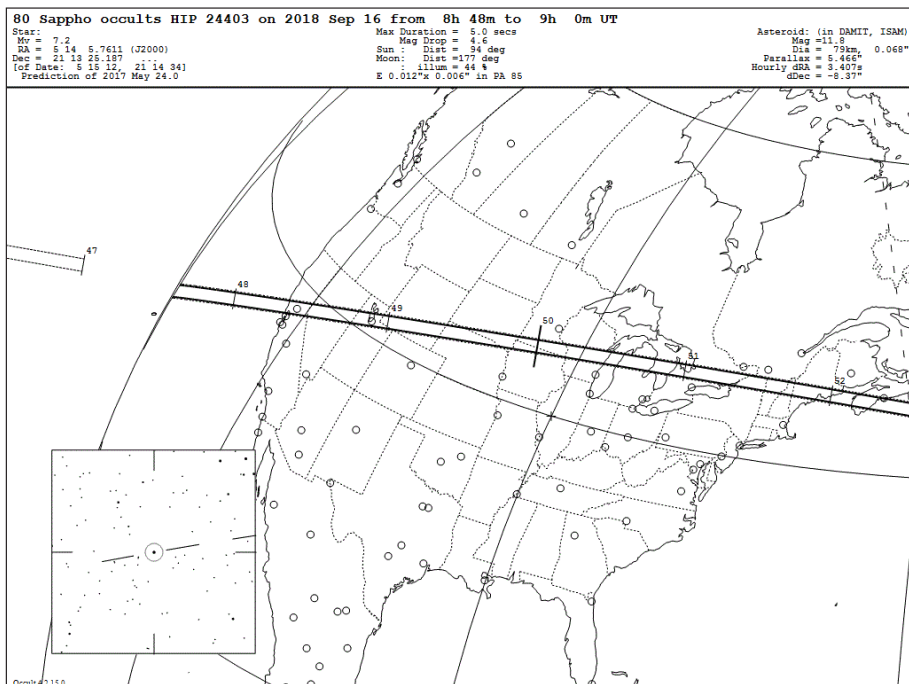 80 Sappho occults HIP 24403 on 2018 Sep 16 from 8h 48m to 9h 0m UT
Star:
Mv = 7.2
RA = 5 14 5.7611 (J2000)
Dec = 21 13 25.187 ...
[of Date: 5 15 12, 21 14 34]
Prediction of 2017 May 24.0
Max Duration = 5.0 secs
Mag Drop = 4.6
Sun : Dist = 94 deg
Moon: Dist =177 deg
: illum = 44 %
E 0.012"x 0.006" in PA 85
Asteroid: (in DAMIT, ISAM)
Mag =11.8
Dia = 79km, 0.068"
Parallax = 5.466"
Hourly dRA = 3.407s
dDec = -8.37"
47
48
49
50
51
52
Occult 4.2.15.0